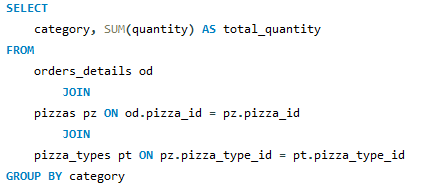 SELECT
    category, SUM(quantity) AS total_quantity
FROM
    orders_details od
        JOIN
    pizzas pz ON od.pizza_id = pz.pizza_id
        JOIN
    pizza_types pt ON pz.pizza_type_id = pt.pizza_type_id
GROUP BY category